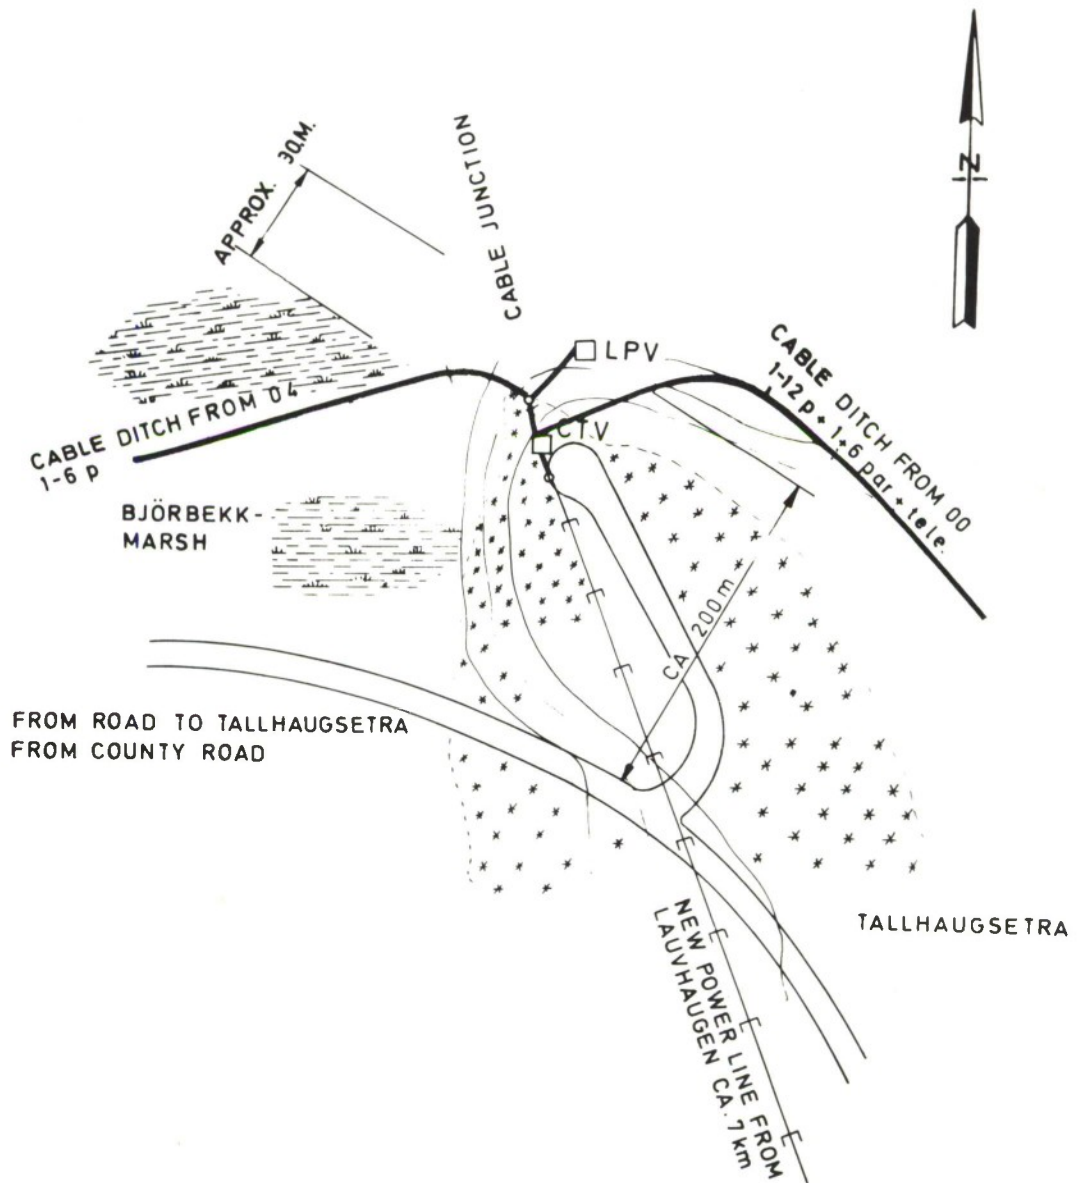 APPROX. 30.M.
CABLE JUNCTION
N
LPV
CTV
CABLE DITCH FROM 04
1-6 p
CABLE DITCH FROM 00
1-12 p + 1+6 par + tele.
BJÖRBEKK-
MARSH
CA 200 m
FROM ROAD TO TALLHAUGSETRA
FROM COUNTY ROAD
TALLHAUGSETRA
NEW POWER LINE FROM
LAUVHAUGEN CA. 7 km